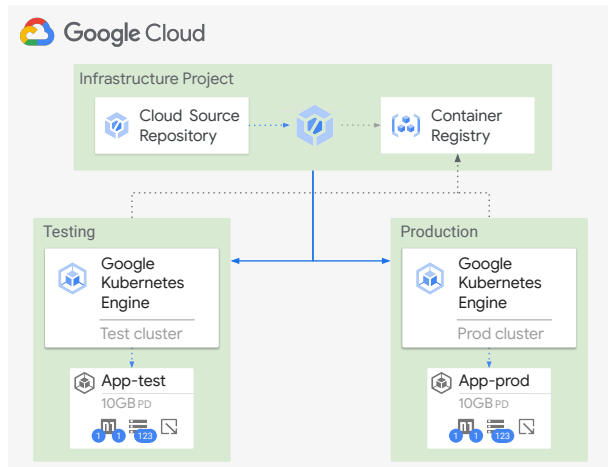 Google Cloud
Infrastructure Project
Cloud Source
Repository
Container
Registry
Testing
Google
Kubernetes
Engine
Test cluster
App-test
10GB PD
1 1 123
Production
Google
Kubernetes
Engine
Prod cluster
App-prod
10GB PD
1 1 123